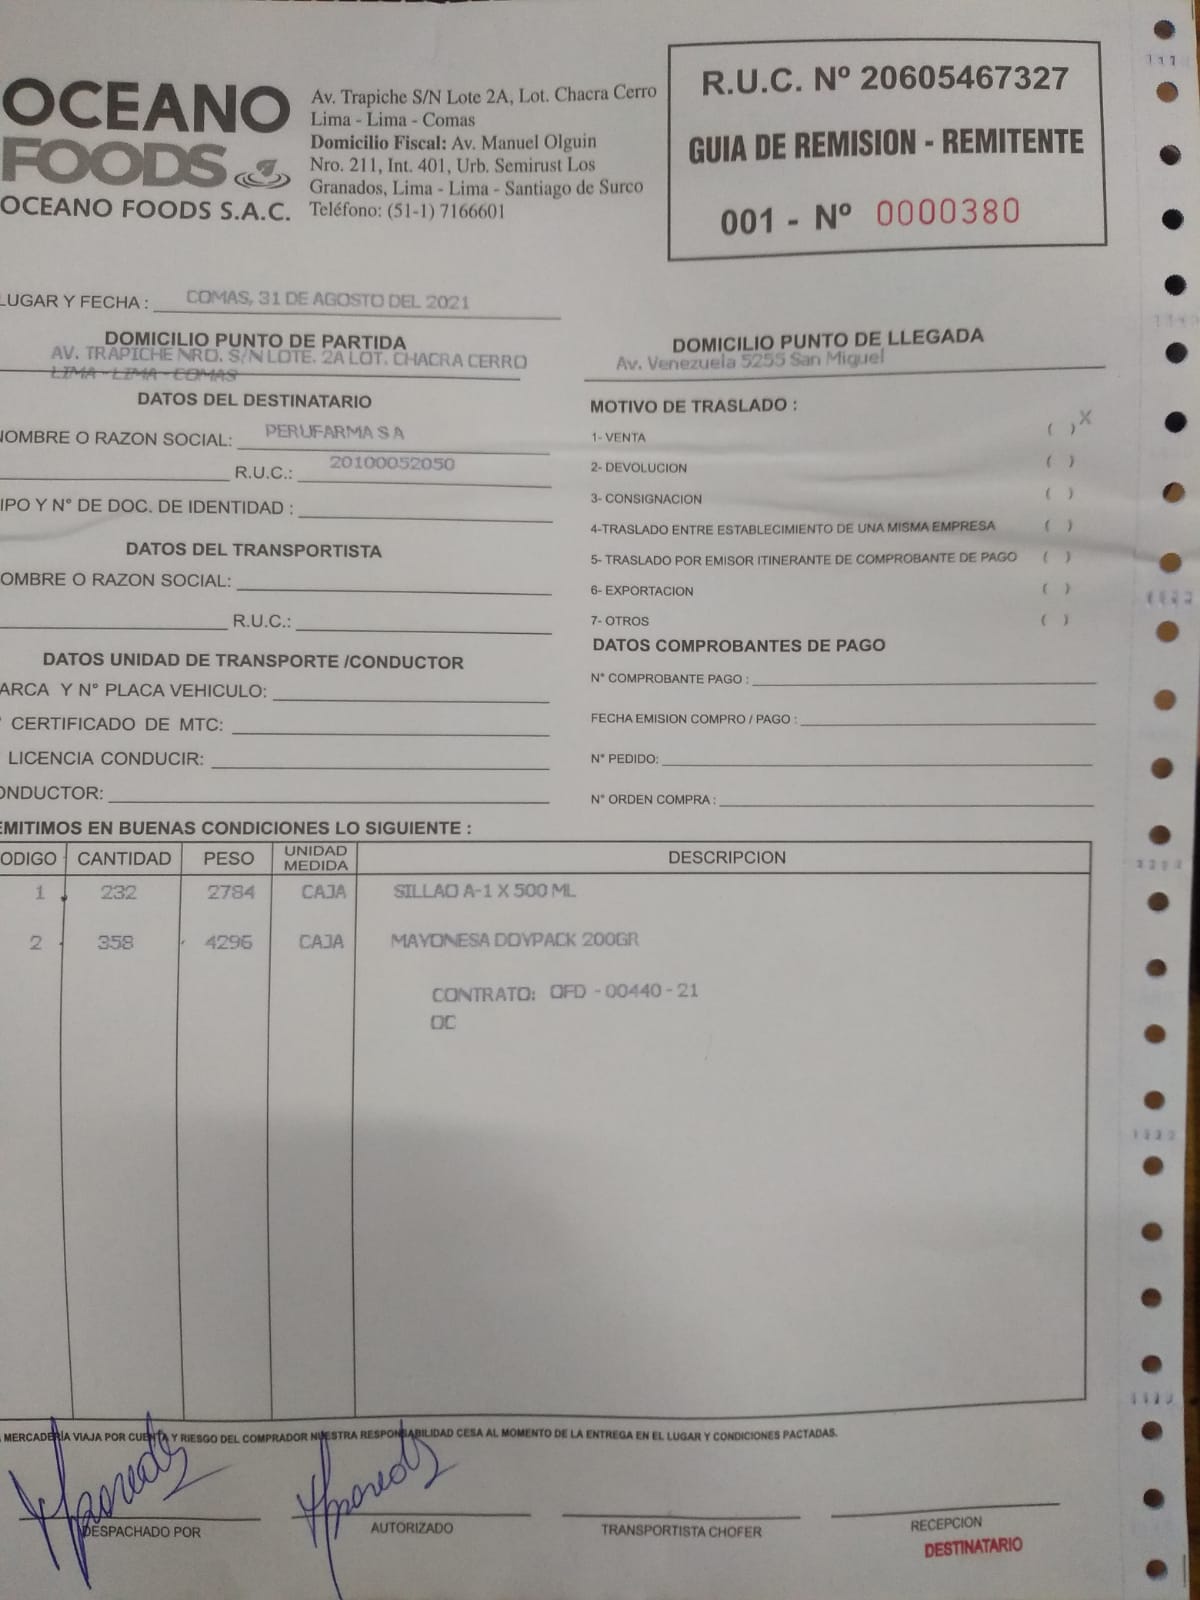 OCEANO
FOODS
OCEANO FOODS S.A.C.
Av. Trapiche S/N Lote 2A, Lot. Chacra Cerro
Lima - Lima - Comas
Domicilio Fiscal: Av. Manuel Olguin
Nro. 211, Int. 401, Urb. Semirust Los
Granados, Lima - Lima - Santiago de Surco
Teléfono: (51-1) 7166601
R.U.C. Nº 20605467327
GUIA DE REMISION - REMITENTE
001 - Nº 0000380
LUGAR Y FECHA : COMAS, 31 DE AGOSTO DEL 2021
DOMICILIO PUNTO DE PARTIDA
AV. TRAPICHE NRO. S/N LOTE. 2A LOT. CHACRA CERRO
LIMA - LIMA - COMAS
DOMICILIO PUNTO DE LLEGADA
Av. Venezuela 5255 San Miguel
DATOS DEL DESTINATARIO
NOMBRE O RAZON SOCIAL: PERUFARMA S A
R.U.C.: 20100052050
IPO Y N° DE DOC. DE IDENTIDAD :
DATOS DEL TRANSPORTISTA
OMBRE O RAZON SOCIAL:
R.U.C.:
DATOS UNIDAD DE TRANSPORTE /CONDUCTOR
ARCA Y N° PLACA VEHICULO:
CERTIFICADO DE MTC:
LICENCIA CONDUCIR:
ONDUCTOR:
MOTIVO DE TRASLADO :
1- VENTA ( ) X
2- DEVOLUCION ( )
3- CONSIGNACION ( )
4-TRASLADO ENTRE ESTABLECIMIENTO DE UNA MISMA EMPRESA ( )
5- TRASLADO POR EMISOR ITINERANTE DE COMPROBANTE DE PAGO ( )
6- EXPORTACION ( )
7- OTROS ( )
DATOS COMPROBANTES DE PAGO
N° COMPROBANTE PAGO :
FECHA EMISION COMPRO / PAGO :
N° PEDIDO:
N° ORDEN COMPRA :
EMITIMOS EN BUENAS CONDICIONES LO SIGUIENTE :
ODIGO CANTIDAD PESO UNIDAD MEDIDA DESCRIPCION
1 232 2784 CAJA SILLAO A-1 X 500 ML
2 358 4296 CAJA MAYONESA DOYPACK 200GR
CONTRATO: OFD - 00440 - 21
OC
MERCADERÍA VIAJA POR CUENTA Y RIESGO DEL COMPRADOR NUESTRA RESPONSABILIDAD CESA AL MOMENTO DE LA ENTREGA EN EL LUGAR Y CONDICIONES PACTADAS.
DESPACHADO POR
AUTORIZADO
TRANSPORTISTA CHOFER
RECEPCION
DESTINATARIO